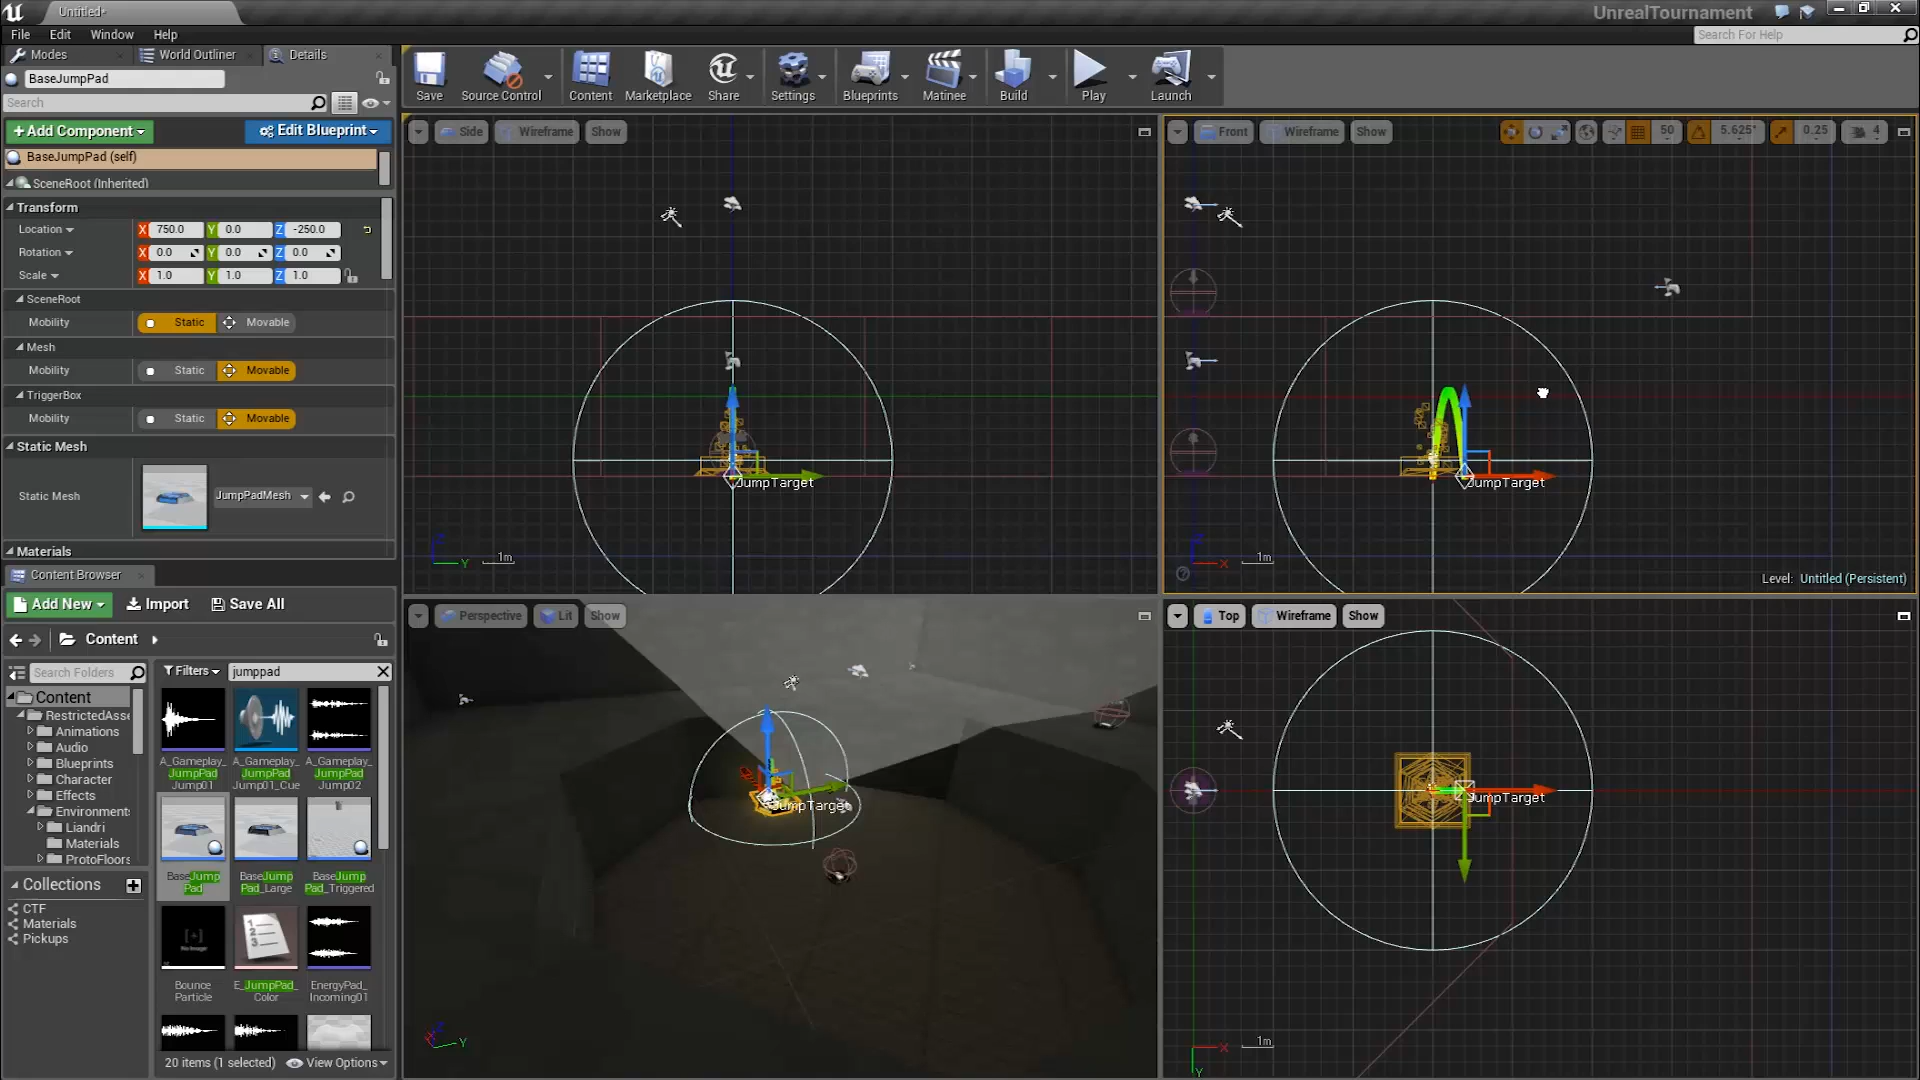 Untitled*
UnrealTournament
File Edit Window Help
Search For Help
Modes World Outliner Details
BaseJumpPad
Search
+Add Component Edit Blueprint
BaseJumpPad (self)
SceneRoot (Inherited)
Transform
Location X 750.0 Y 0.0 Z -250.0
Rotation X 0.0 Y 0.0 Z 0.0
Scale X 1.0 Y 1.0 Z 1.0
SceneRoot
Mobility Static Movable
Mesh
Mobility Static Movable
TriggerBox
Mobility Static Movable
Static Mesh
Static Mesh JumpPadMesh
Materials
Save Source Control Content Marketplace Share Settings Blueprints Matinee Build Play Launch
Side Wireframe Show
JumpTarget
Z Y 1m
Front Wireframe Show 50 5.625° 0.25 4
JumpTarget
Z X 1m
Level: Untitled (Persistent)
Perspective Lit Show
JumpTarget
Z X Y
Top Wireframe Show
JumpTarget
X Y 1m
Content Browser
Add New Import Save All
Content
Search Folders Filters jumppad
Content
RestrictedAsse
Animations
Audio
Blueprints
Character
Effects
Environment
Liandri
Materials
ProtoFloors
Collections
CTF
Materials
Pickups
A_Gameplay_
JumpPad
Jump01
A_Gameplay_
JumpPad
Jump01_Cue
A_Gameplay_
JumpPad
Jump02
BaseJump
Pad
BaseJump
Pad_Large
BaseJump
Pad_Triggered
No Image
Bounce
Particle
1
2
3
E_JumpPad_
Color
EnergyPad_
Incoming01
20 items (1 selected) View Options